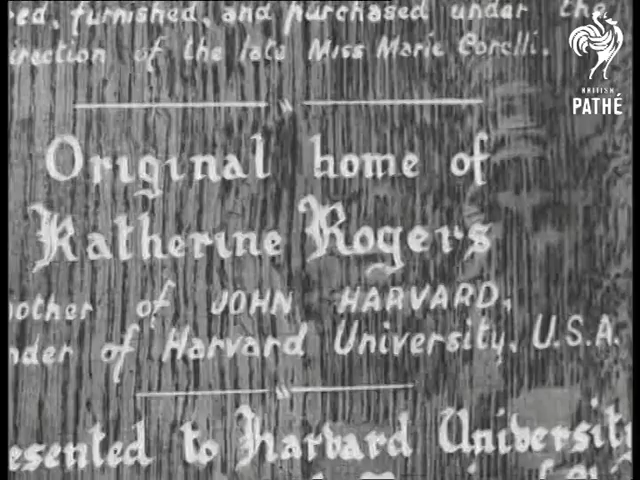 ed, furnished, and purchased under the
irection of the late Miss Marie Corelli.
Original home of
Katherine Rogers
other of JOHN HARVARD,
nder of Harvard University, U.S.A.
esented to Harvard Universit
BRITISH
PATHÉ